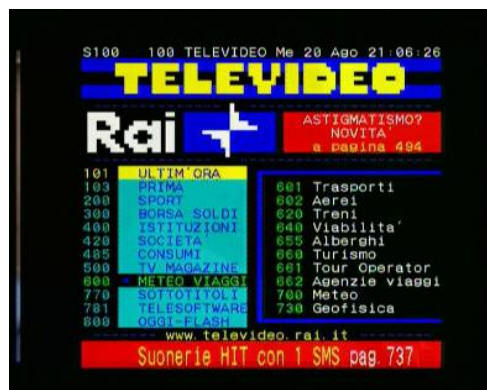 S100 100 TELEVIDEO Me 20 Ago 21:06:26
TELEVIDEO
Rai
ASTIGMATISMO?
NOVITA'
a pagina 494
101 ULTIM'ORA
103 PRIMA
200 SPORT
300 BORSA SOLDI
400 ISTITUZIONI
420 SOCIETA'
485 CONSUMI
500 TV MAGAZINE
600 METEO VIAGGI
770 SOTTOTITOLI
781 TELESOFTWARE
800 OGGI-FLASH
601 Trasporti
602 Aerei
620 Treni
640 Viabilita'
655 Alberghi
660 Turismo
661 Tour Operator
662 Agenzie viaggi
700 Meteo
730 Geofisica
www.televideo.rai.it
Suonerie HIT con 1 SMS pag.737